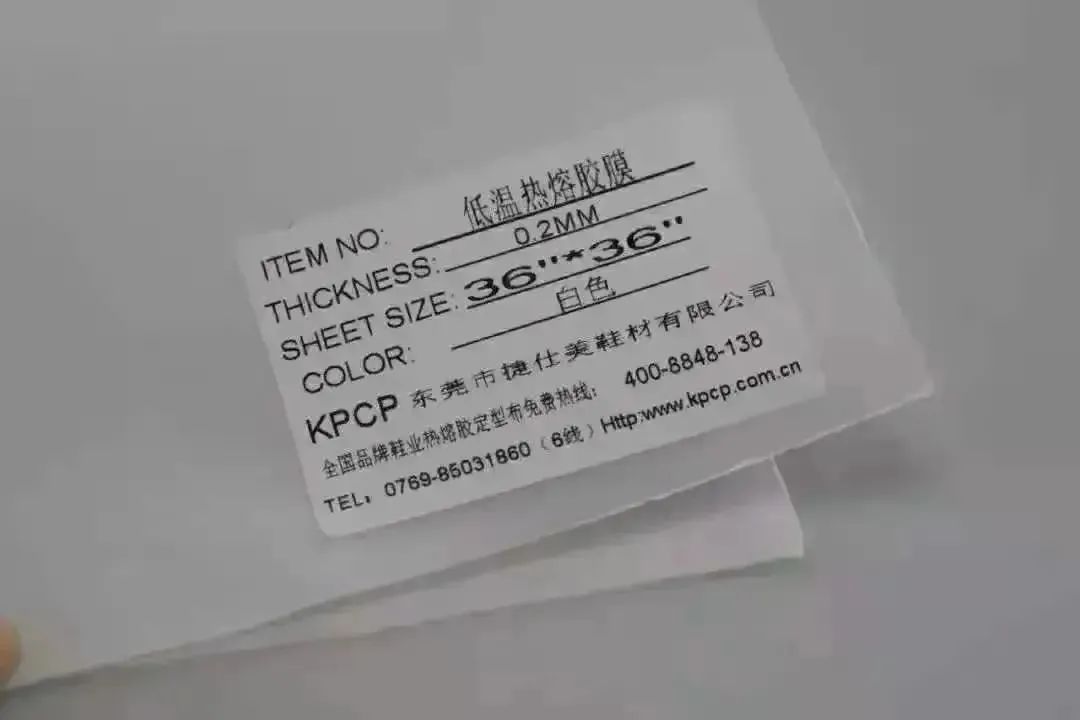 ITEM NO: 低温热熔胶膜
THICKNESS: 0.2MM
SHEET SIZE: 36"*36"
COLOR: 白色
KPCP 东莞市捷仕美鞋材有限公司
全国品牌鞋业热熔胶定型布免费热线: 400-8848-138
TEL: 0769-85031860（6线）Http:www.kpcp.com.cn